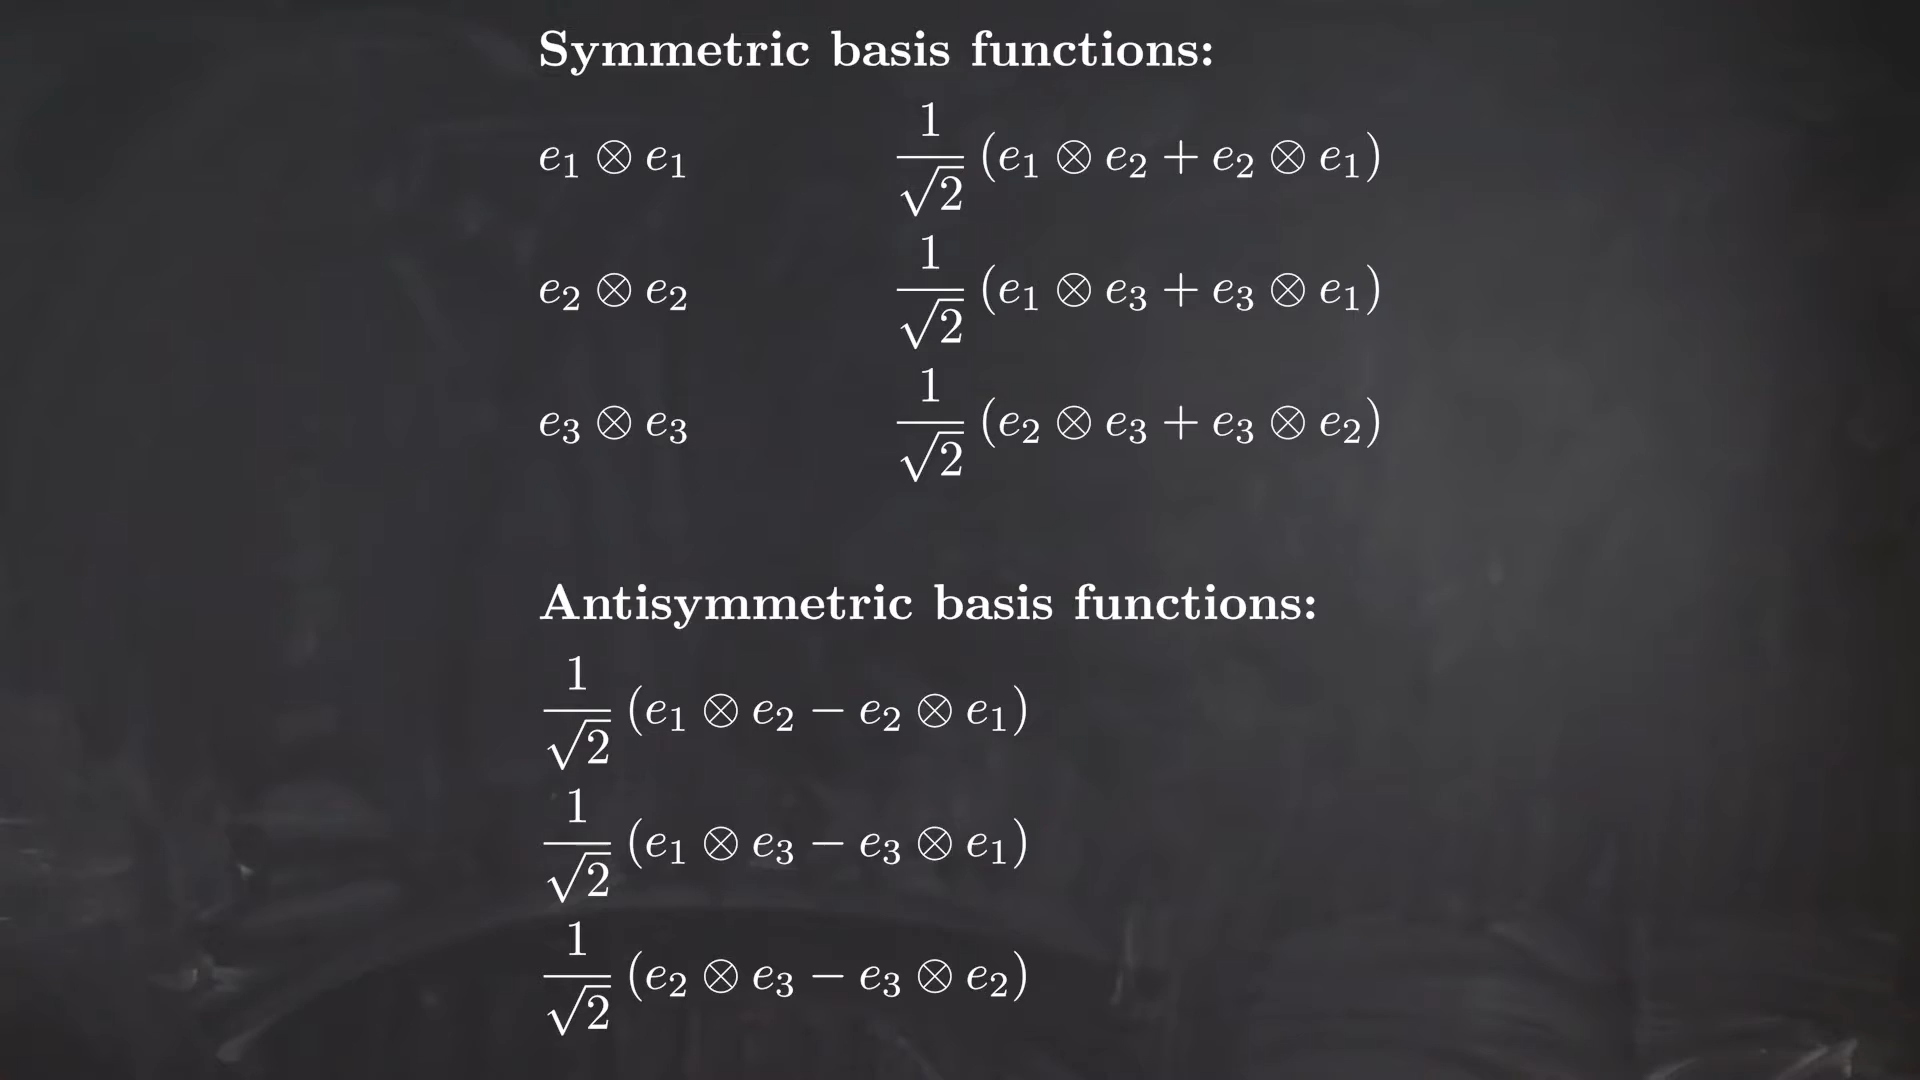 Symmetric basis functions:
e₁ ⊗ e₁    1/√2 (e₁ ⊗ e₂ + e₂ ⊗ e₁)
e₂ ⊗ e₂    1/√2 (e₁ ⊗ e₃ + e₃ ⊗ e₁)
e₃ ⊗ e₃    1/√2 (e₂ ⊗ e₃ + e₃ ⊗ e₂)
Antisymmetric basis functions:
1/√2 (e₁ ⊗ e₂ − e₂ ⊗ e₁)
1/√2 (e₁ ⊗ e₃ − e₃ ⊗ e₁)
1/√2 (e₂ ⊗ e₃ − e₃ ⊗ e₂)